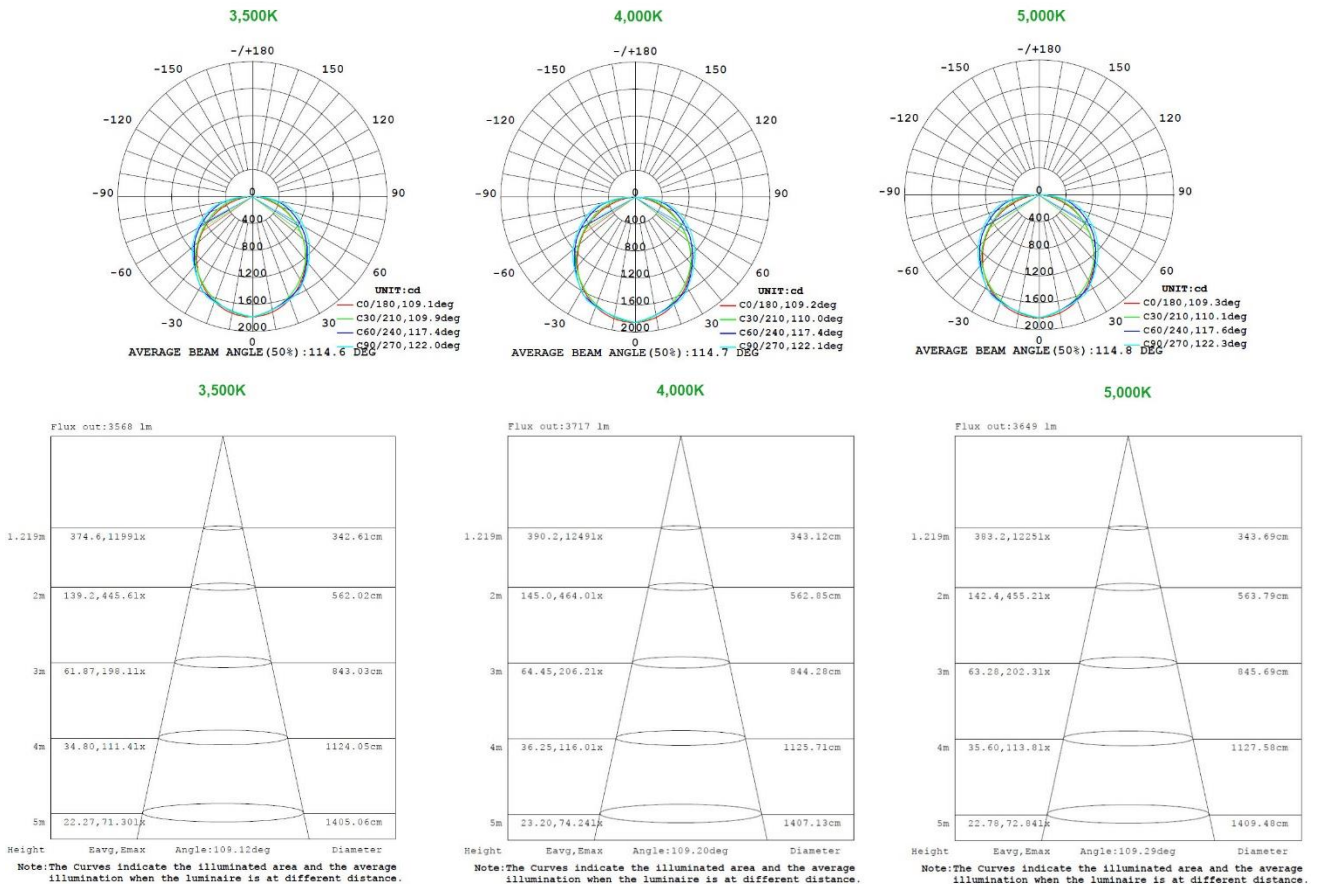 3,500K
-/+180
-150
150
-120
120
-90
0
90
400
800
-60
1200
60
1600
UNIT:cd
C0/180,109.1deg
C30/210,109.9deg
-30
2000
30
C60/240,117.4deg
0
C90/270,122.0deg
AVERAGE BEAM ANGLE(50%):114.6 DEG
4,000K
-/+180
-150
150
-120
120
-90
0
90
400
800
-60
1200
60
1600
UNIT:cd
C0/180,109.2deg
C30/210,110.0deg
-30
2000
30
C60/240,117.4deg
0
C90/270,122.1deg
AVERAGE BEAM ANGLE(50%):114.7 DEG
5,000K
-/+180
-150
150
-120
120
-90
0
90
400
800
-60
1200
60
1600
UNIT:cd
C0/180,109.3deg
C30/210,110.1deg
-30
2000
30
C60/240,117.6deg
0
C90/270,122.3deg
AVERAGE BEAM ANGLE(50%):114.8 DEG
3,500K
Flux out:3568 lm
1.219m 374.6,1199lx 342.61cm
2m 139.2,445.6lx 562.02cm
3m 61.87,198.1lx 843.03cm
4m 34.80,111.4lx 1124.05cm
5m 22.27,71.30lx 1405.06cm
Height Eavg,Emax Angle:109.12deg Diameter
Note:The Curves indicate the illuminated area and the average
illumination when the luminaire is at different distance.
4,000K
Flux out:3717 lm
1.219m 390.2,1249lx 343.12cm
2m 145.0,464.0lx 562.85cm
3m 64.45,206.2lx 844.28cm
4m 36.25,116.0lx 1125.71cm
5m 23.20,74.24lx 1407.13cm
Height Eavg,Emax Angle:109.20deg Diameter
Note:The Curves indicate the illuminated area and the average
illumination when the luminaire is at different distance.
5,000K
Flux out:3649 lm
1.219m 383.2,1225lx 343.69cm
2m 142.4,455.2lx 563.79cm
3m 63.28,202.3lx 845.69cm
4m 35.60,113.8lx 1127.58cm
5m 22.78,72.84lx 1409.48cm
Height Eavg,Emax Angle:109.29deg Diameter
Note:The Curves indicate the illuminated area and the average
illumination when the luminaire is at different distance.